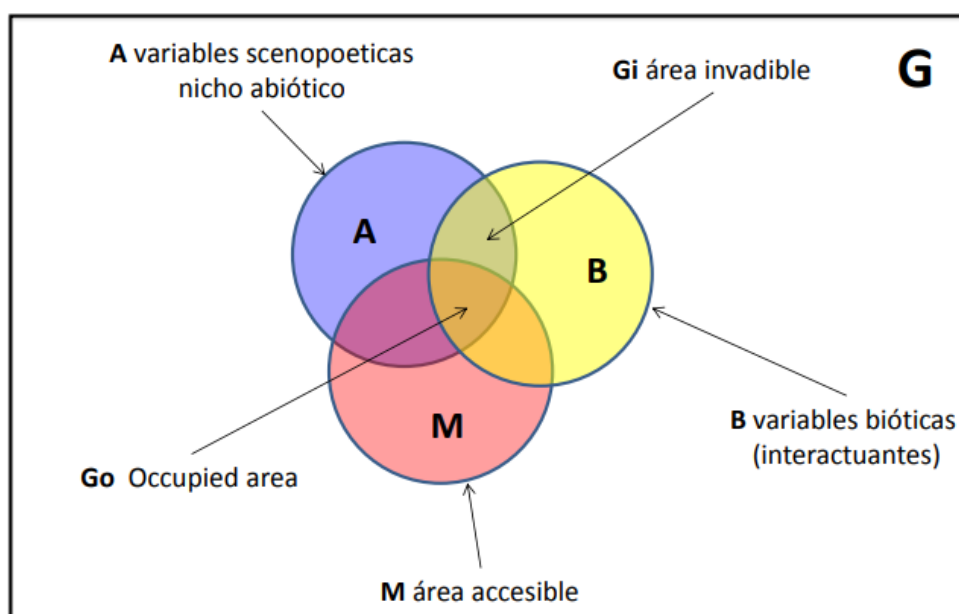 A variables scenopoeticas
nicho abiótico
Gi área invadible
G
A
B
M
B variables bióticas
(interactuantes)
Go Occupied area
M área accesible